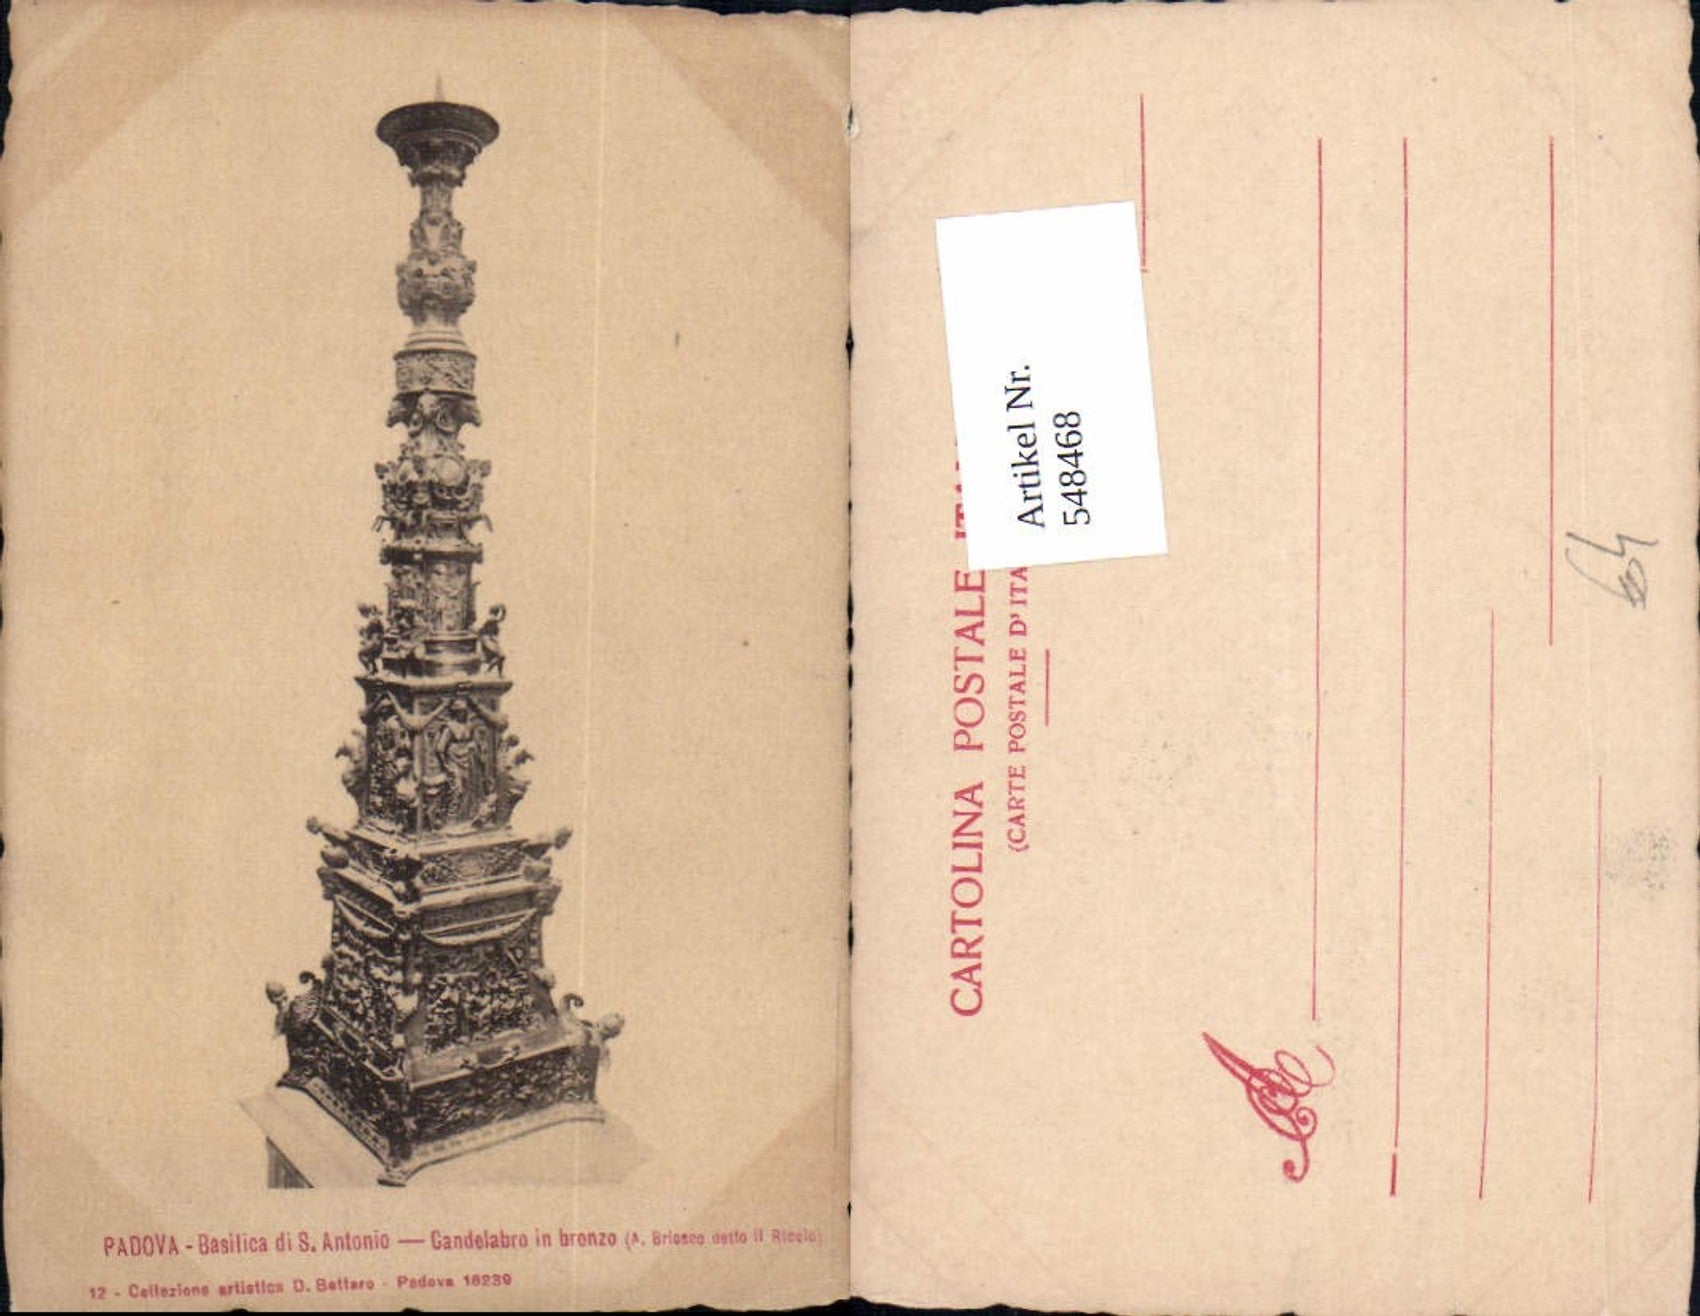 PADOVA - Basilica di S. Antonio — Candelabro in bronzo (A. Briosco detto il Riccio)
12 - Collezione artistica D. Bettaro - Padova 16239
CARTOLINA POSTALE
(CARTE POSTALE D' ITA
Artikel Nr.
548468
A